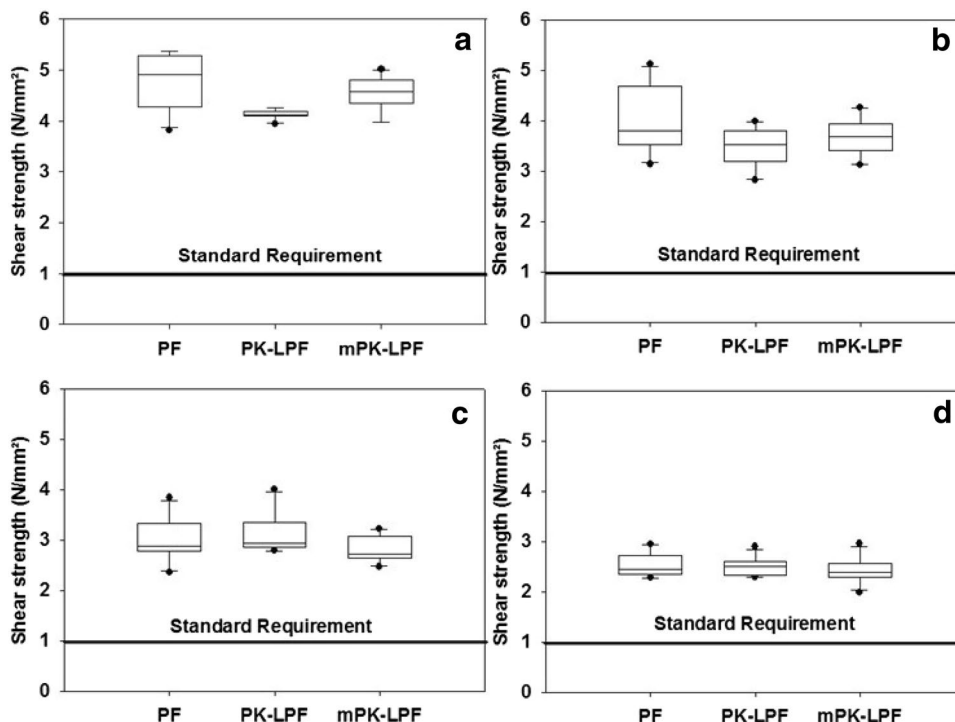 a
6
5
4
3
2
1
0
Shear strength (N/mm²)
Standard Requirement
PF PK-LPF mPK-LPF
b
6
5
4
3
2
1
0
Shear strength (N/mm²)
Standard Requirement
PF PK-LPF mPK-LPF
c
6
5
4
3
2
1
0
Shear strength (N/mm²)
Standard Requirement
PF PK-LPF mPK-LPF
d
6
5
4
3
2
1
0
Shear strength (N/mm²)
Standard Requirement
PF PK-LPF mPK-LPF